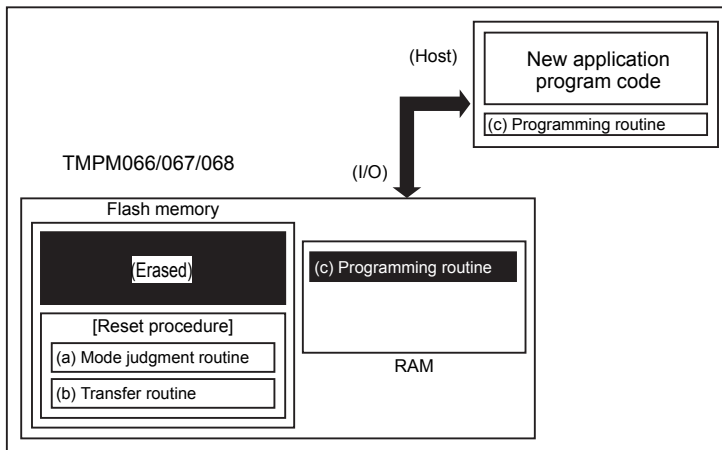 (Host)
New application
program code
(c) Programming routine
TMPM066/067/068
(I/O)
Flash memory
(Erased)
(c) Programming routine
[Reset procedure]
(a) Mode judgment routine
(b) Transfer routine
RAM